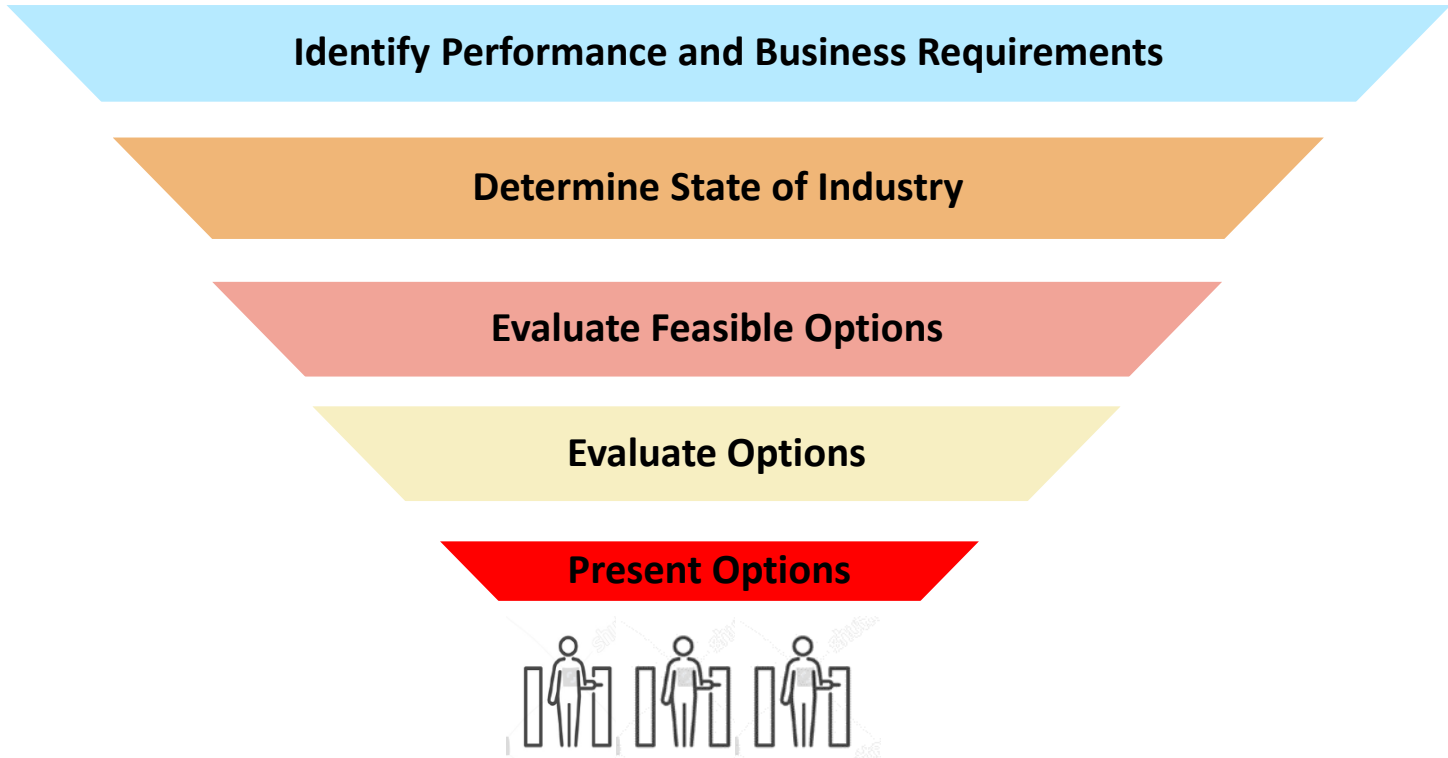 Identify Performance and Business Requirements
Determine State of Industry
Evaluate Feasible Options
Evaluate Options
Present Options